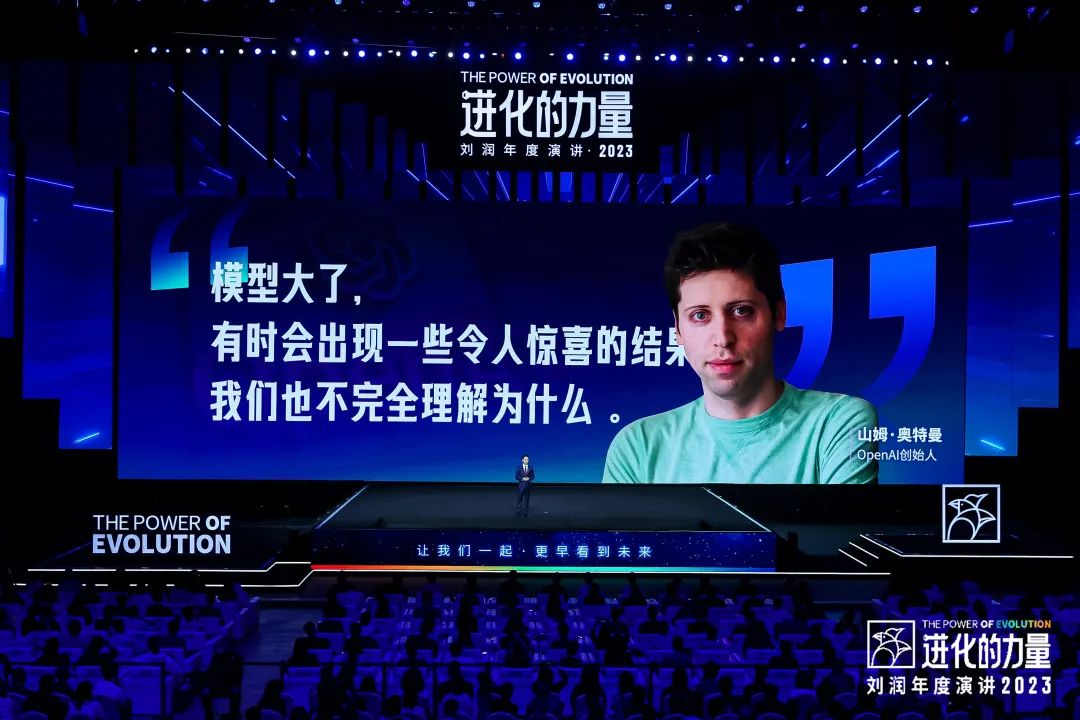 THE POWER OF EVOLUTION
进化的力量
刘润年度演讲·2023
模型大了，
有时会出现一些令人惊喜的结果
我们也不完全理解为什么 。
山姆·奥特曼
OpenAI创始人
THE POWER OF
EVOLUTION
让我们一起·更早看到未来
THE POWER OF EVOLUTION
进化的力量
刘润年度演讲2023